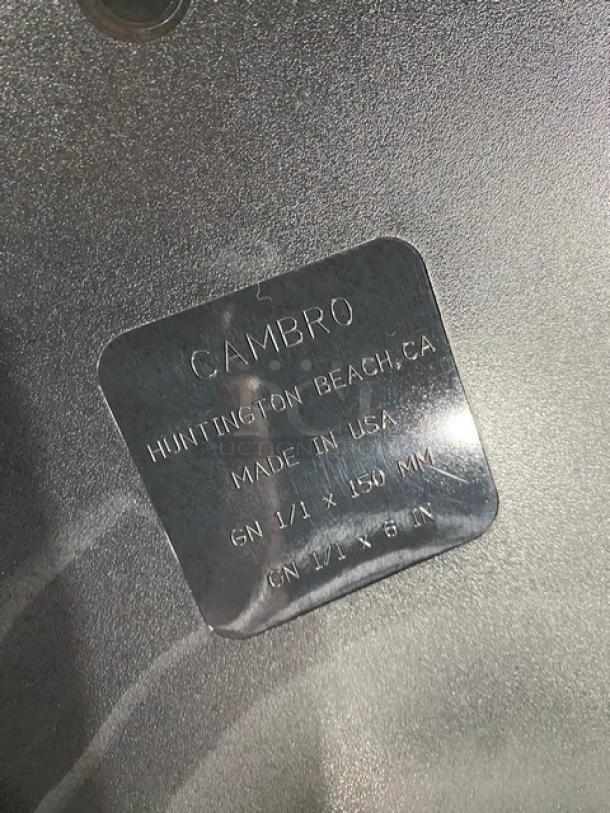 CAMBRO
HUNTINGTON BEACH, CA
MADE IN USA
GN 1/1 x 150 MM
GN 1/1 x 6 IN